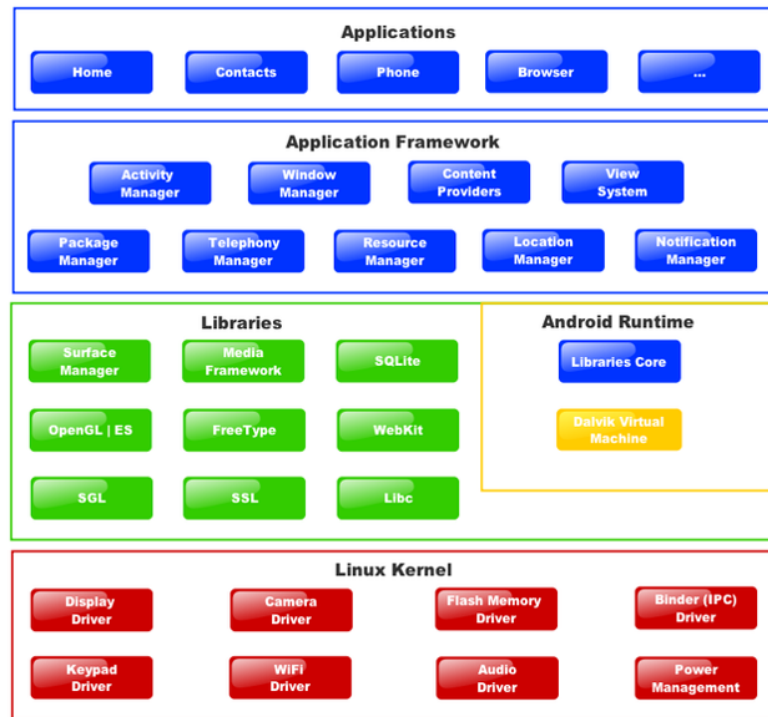 Applications
Home
Contacts
Phone
Browser
...
Application Framework
Activity
Manager
Window
Manager
Content
Providers
View
System
Package
Manager
Telephony
Manager
Resource
Manager
Location
Manager
Notification
Manager
Libraries
Surface
Manager
Media
Framework
SQLite
OpenGL | ES
FreeType
WebKit
SGL
SSL
Libc
Android Runtime
Libraries Core
Dalvik Virtual
Machine
Linux Kernel
Display
Driver
Camera
Driver
Flash Memory
Driver
Binder (IPC)
Driver
Keypad
Driver
WiFi
Driver
Audio
Driver
Power
Management